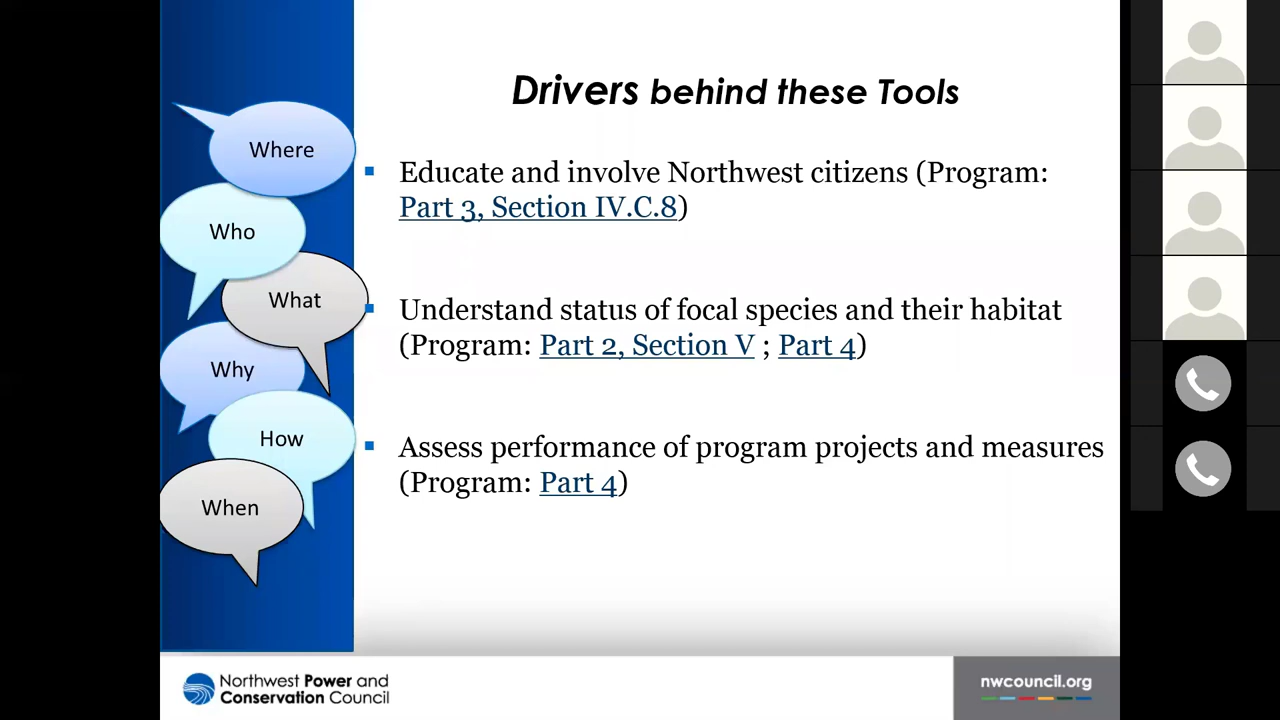 Drivers behind these Tools
Where
Who
What
Why
How
When
Educate and involve Northwest citizens (Program:
Part 3, Section IV.C.8)
Understand status of focal species and their habitat
(Program: Part 2, Section V ; Part 4)
Assess performance of program projects and measures
(Program: Part 4)
Northwest Power and
Conservation Council
nwcouncil.org